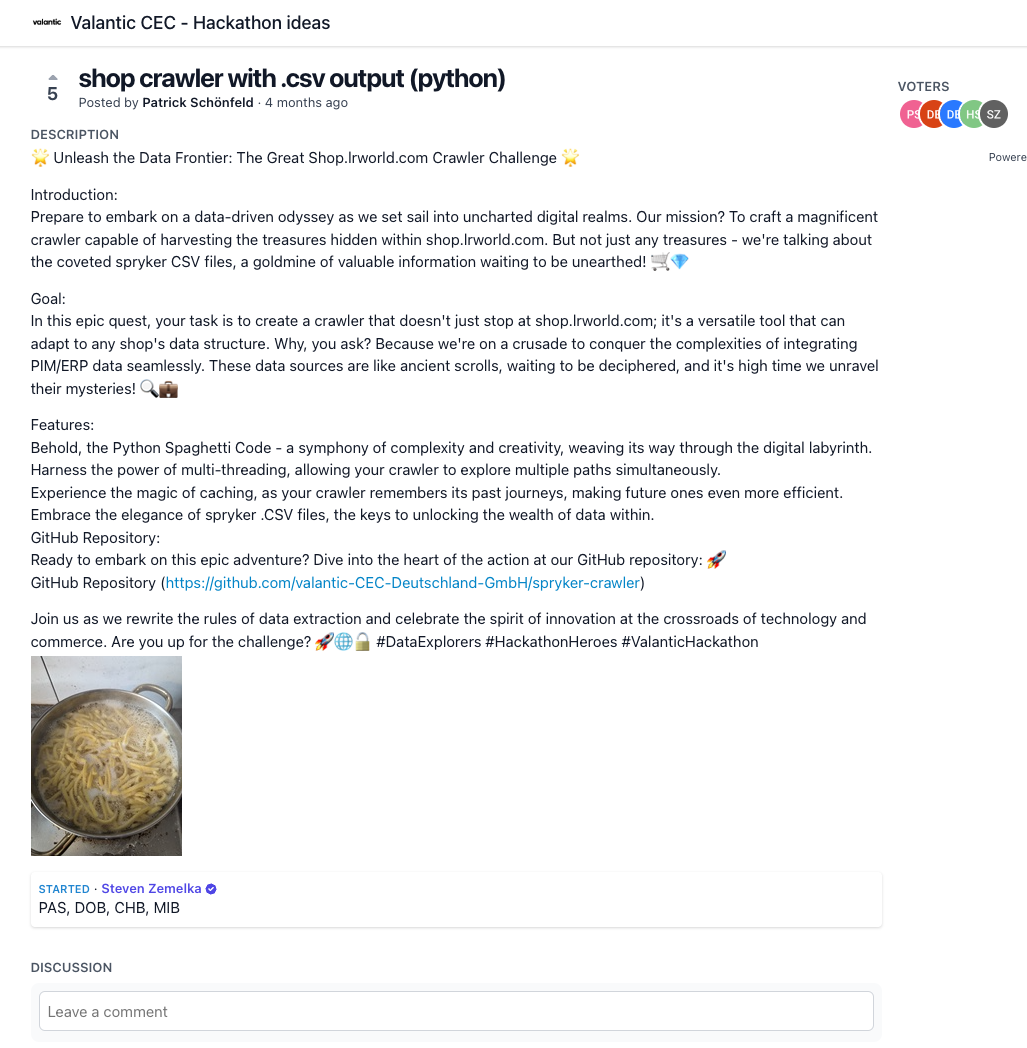 valantic Valantic CEC - Hackathon ideas
5
shop crawler with .csv output (python)
Posted by Patrick Schönfeld · 4 months ago
VOTERS
PS DE DE HS SZ
Powere
DESCRIPTION
🌟 Unleash the Data Frontier: The Great Shop.lrworld.com Crawler Challenge 🌟
Introduction:
Prepare to embark on a data-driven odyssey as we set sail into uncharted digital realms. Our mission? To craft a magnificent
crawler capable of harvesting the treasures hidden within shop.lrworld.com. But not just any treasures - we're talking about
the coveted spryker CSV files, a goldmine of valuable information waiting to be unearthed! 🛒💎
Goal:
In this epic quest, your task is to create a crawler that doesn't just stop at shop.lrworld.com; it's a versatile tool that can
adapt to any shop's data structure. Why, you ask? Because we're on a crusade to conquer the complexities of integrating
PIM/ERP data seamlessly. These data sources are like ancient scrolls, waiting to be deciphered, and it's high time we unravel
their mysteries! 🔍💼
Features:
Behold, the Python Spaghetti Code - a symphony of complexity and creativity, weaving its way through the digital labyrinth.
Harness the power of multi-threading, allowing your crawler to explore multiple paths simultaneously.
Experience the magic of caching, as your crawler remembers its past journeys, making future ones even more efficient.
Embrace the elegance of spryker .CSV files, the keys to unlocking the wealth of data within.
GitHub Repository:
Ready to embark on this epic adventure? Dive into the heart of the action at our GitHub repository: 🚀
GitHub Repository (https://github.com/valantic-CEC-Deutschland-GmbH/spryker-crawler)
Join us as we rewrite the rules of data extraction and celebrate the spirit of innovation at the crossroads of technology and
commerce. Are you up for the challenge? 🚀🌐🔓 #DataExplorers #HackathonHeroes #ValanticHackathon
STARTED · Steven Zemelka
PAS, DOB, CHB, MIB
DISCUSSION
Leave a comment